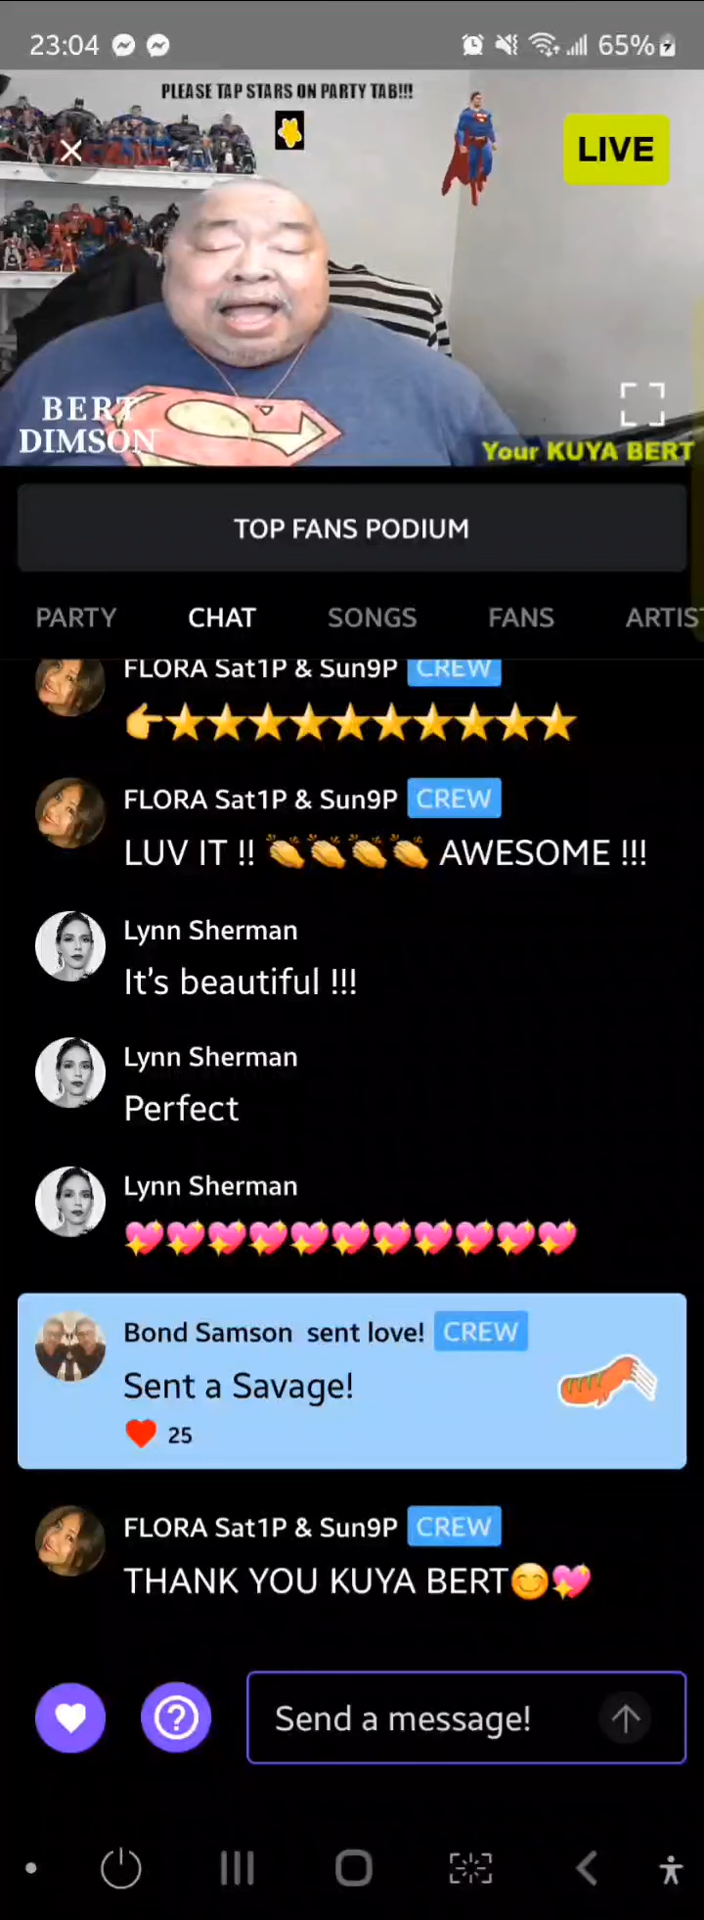 23:04
65%
PLEASE TAP STARS ON PARTY TAB!!!
LIVE
BERT
DIMSON
Your KUYA BERT
TOP FANS PODIUM
PARTY CHAT SONGS FANS ARTIS
FLORA Sat1P & Sun9P CREW
👉⭐⭐⭐⭐⭐⭐⭐⭐⭐⭐
FLORA Sat1P & Sun9P CREW
LUV IT !! 👏👏👏👏 AWESOME !!!
Lynn Sherman
It's beautiful !!!
Lynn Sherman
Perfect
Lynn Sherman
💖💖💖💖💖💖💖💖💖💖💖
Bond Samson sent love! CREW
Sent a Savage!
❤️ 25
FLORA Sat1P & Sun9P CREW
THANK YOU KUYA BERT😊💖
Send a message!